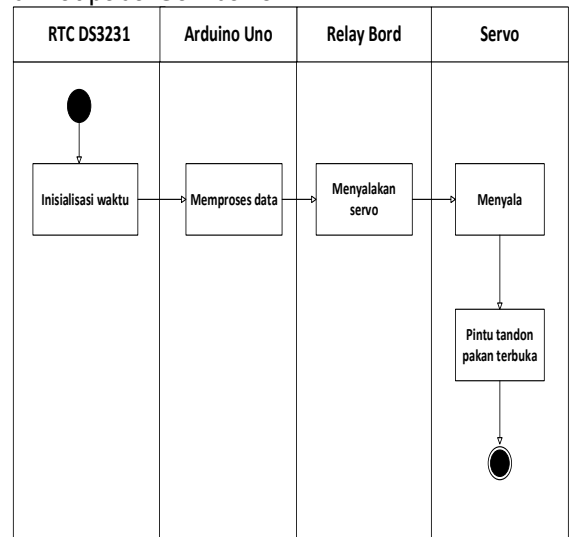 RTC DS3231
Arduino Uno
Relay Bord
Servo
Inisialisasi waktu
Memproses data
Menyalakan
servo
Menyala
Pintu tandon
pakan terbuka